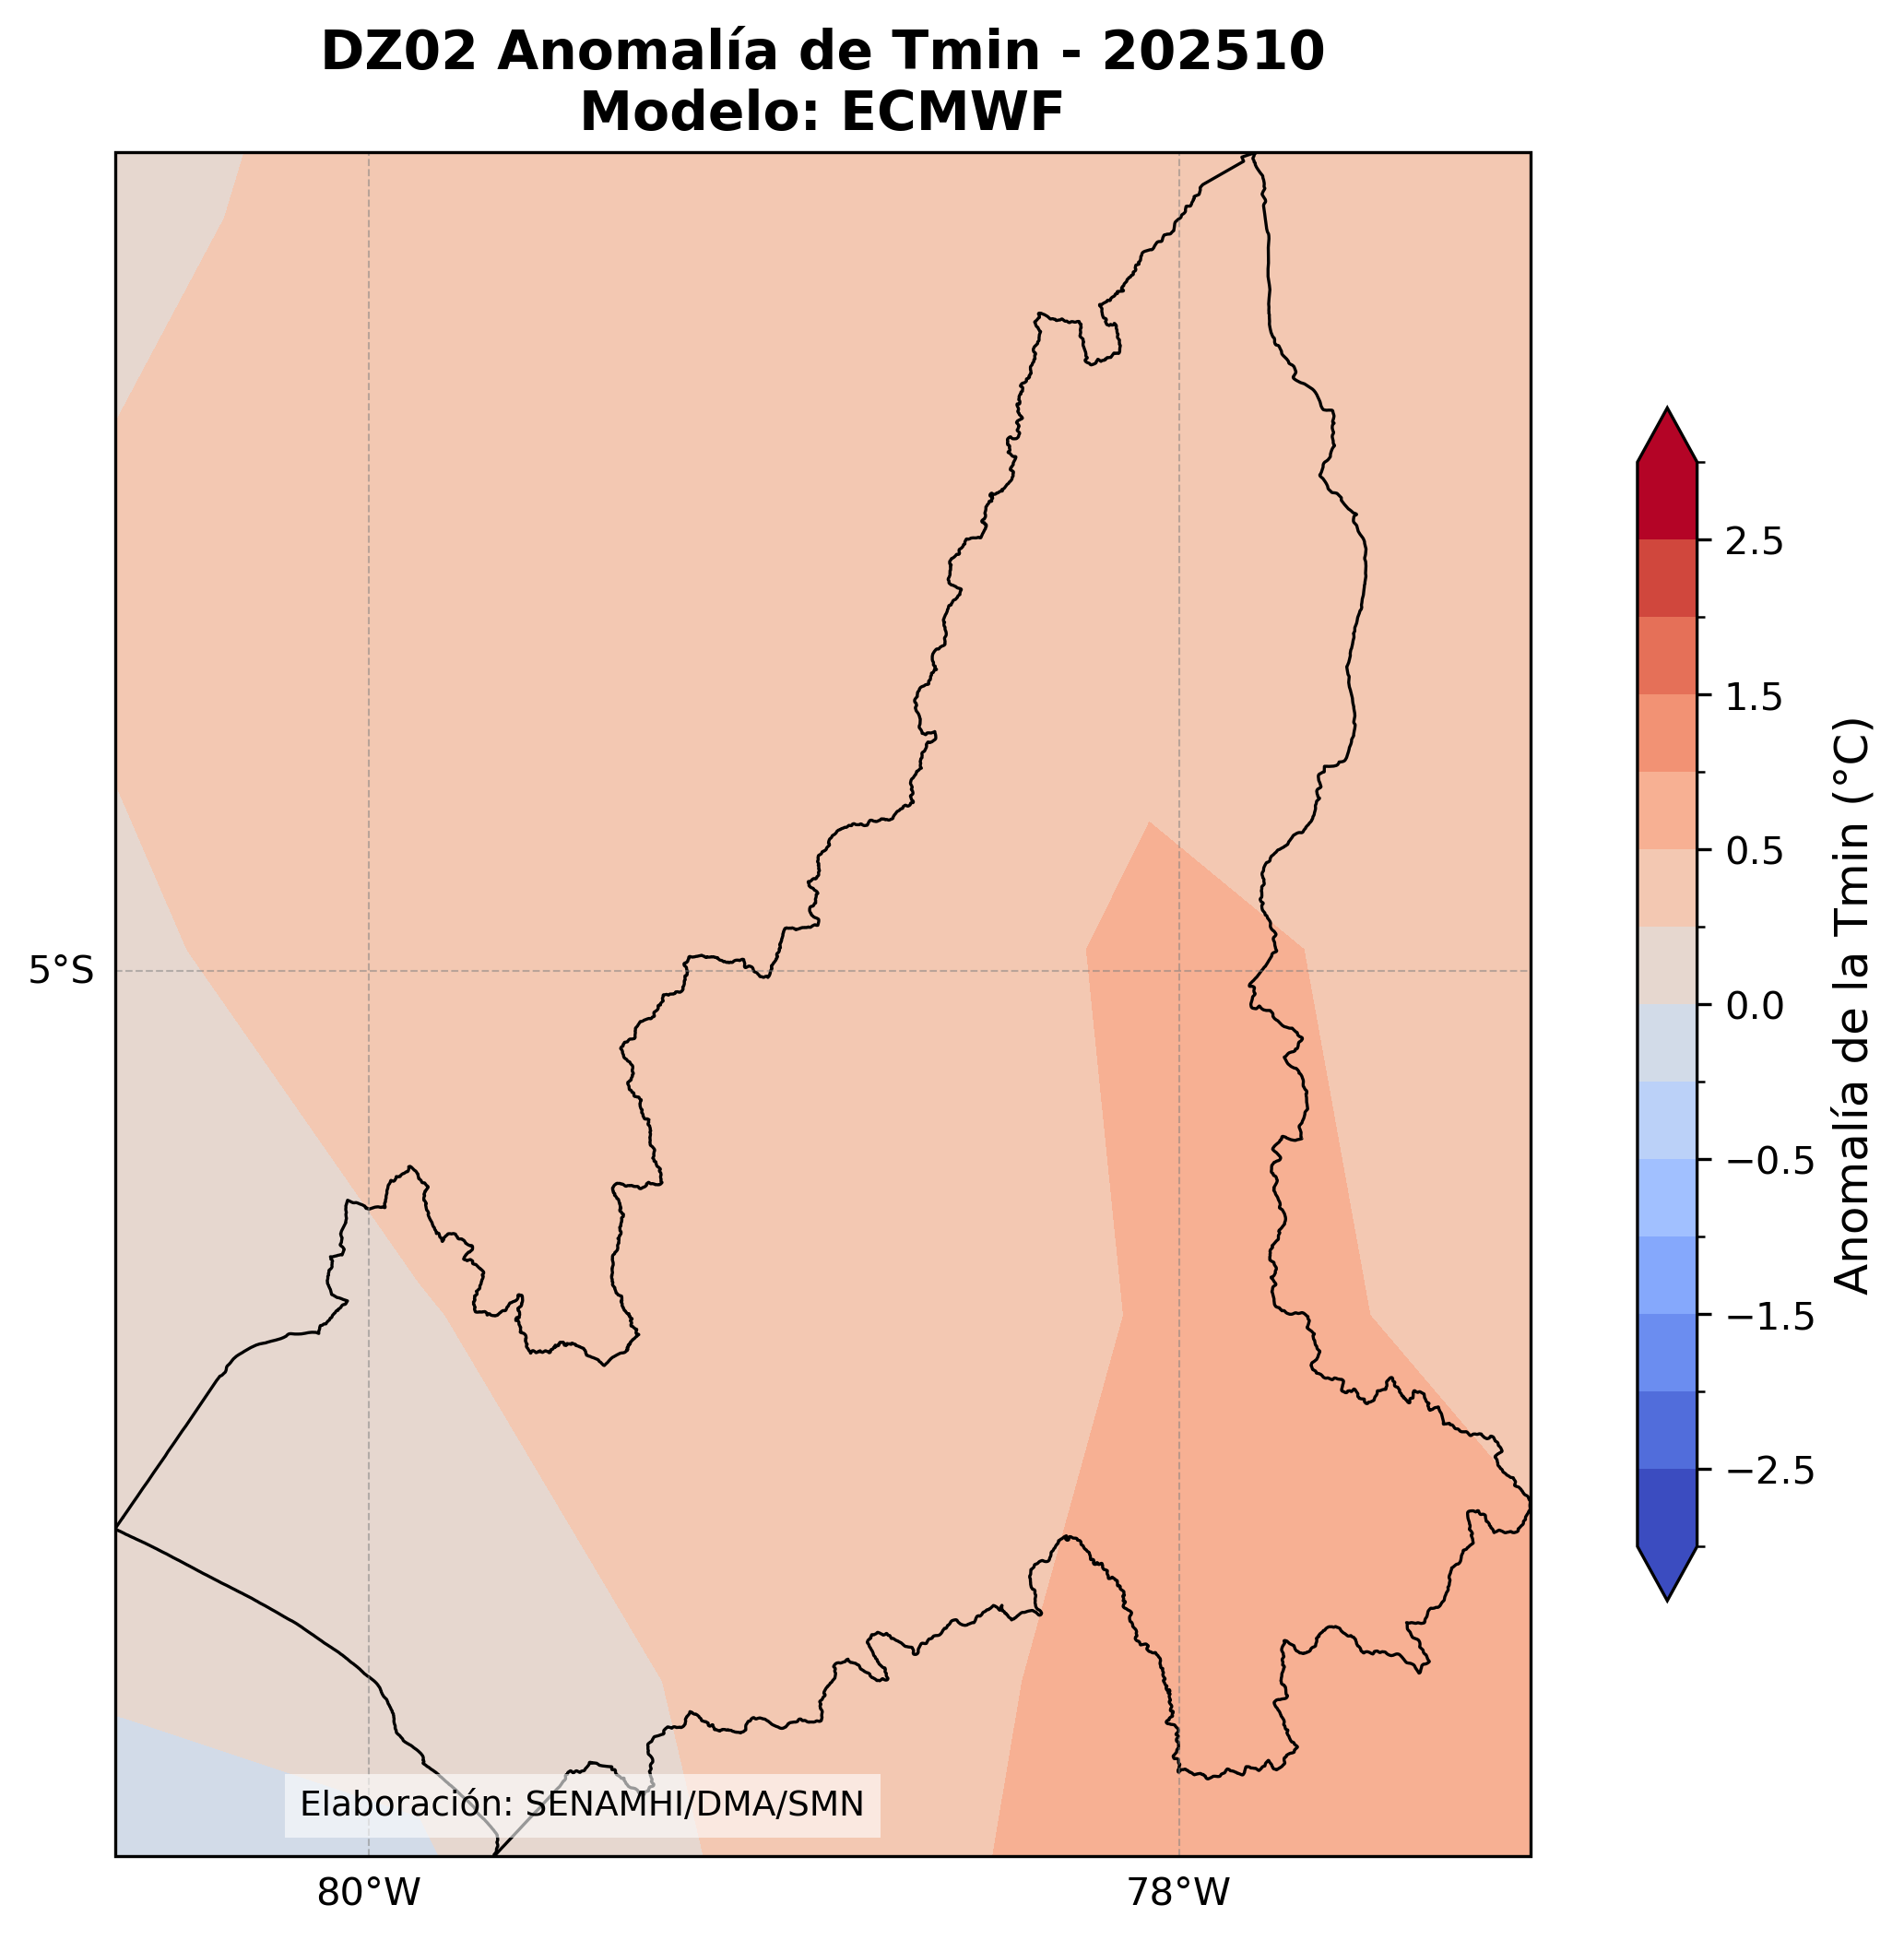 DZ02 Anomalía de Tmin - 202510
Modelo: ECMWF
2.5
1.5
0.5
0.0
−0.5
−1.5
−2.5
Anomalía de la Tmin (°C)
5°S
Elaboración: SENAMHI/DMA/SMN
80°W
78°W